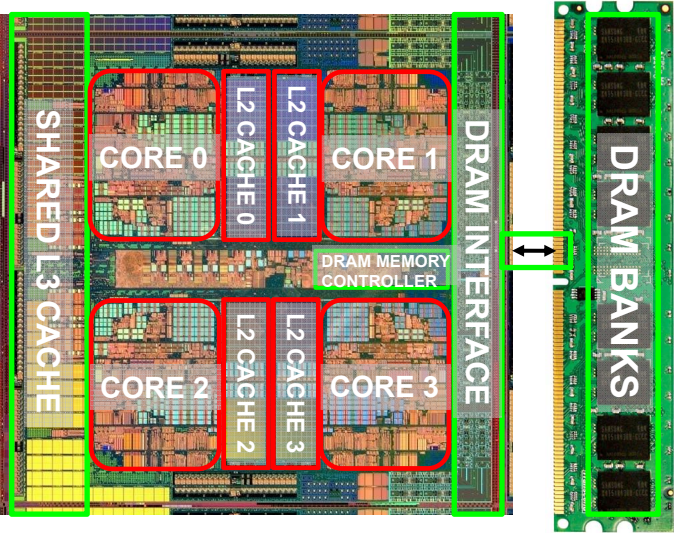 SHARED L3 CACHE
CORE 0
L2 CACHE 0
L2 CACHE 1
CORE 1
DRAM MEMORY
CONTROLLER
CORE 2
L2 CACHE 2
L2 CACHE 3
CORE 3
DRAM INTERFACE
DRAM BANKS